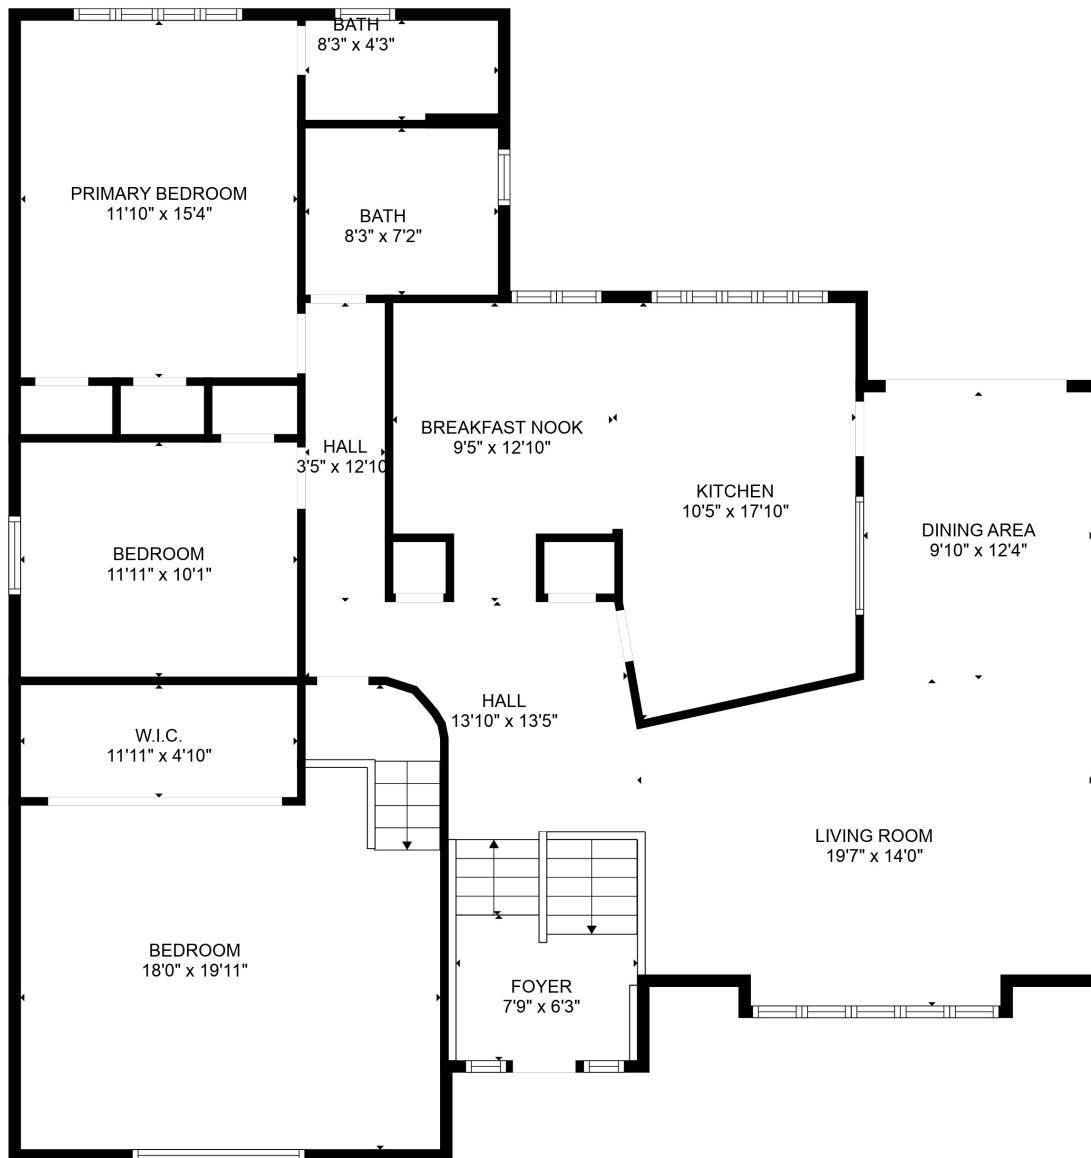 BATH
8'3" x 4'3"
PRIMARY BEDROOM
11'10" x 15'4"
BATH
8'3" x 7'2"
BREAKFAST NOOK
9'5" x 12'10"
HALL
3'5" x 12'10
KITCHEN
10'5" x 17'10"
DINING AREA
9'10" x 12'4"
BEDROOM
11'11" x 10'1"
HALL
13'10" x 13'5"
W.I.C.
11'11" x 4'10"
LIVING ROOM
19'7" x 14'0"
BEDROOM
18'0" x 19'11"
FOYER
7'9" x 6'3"